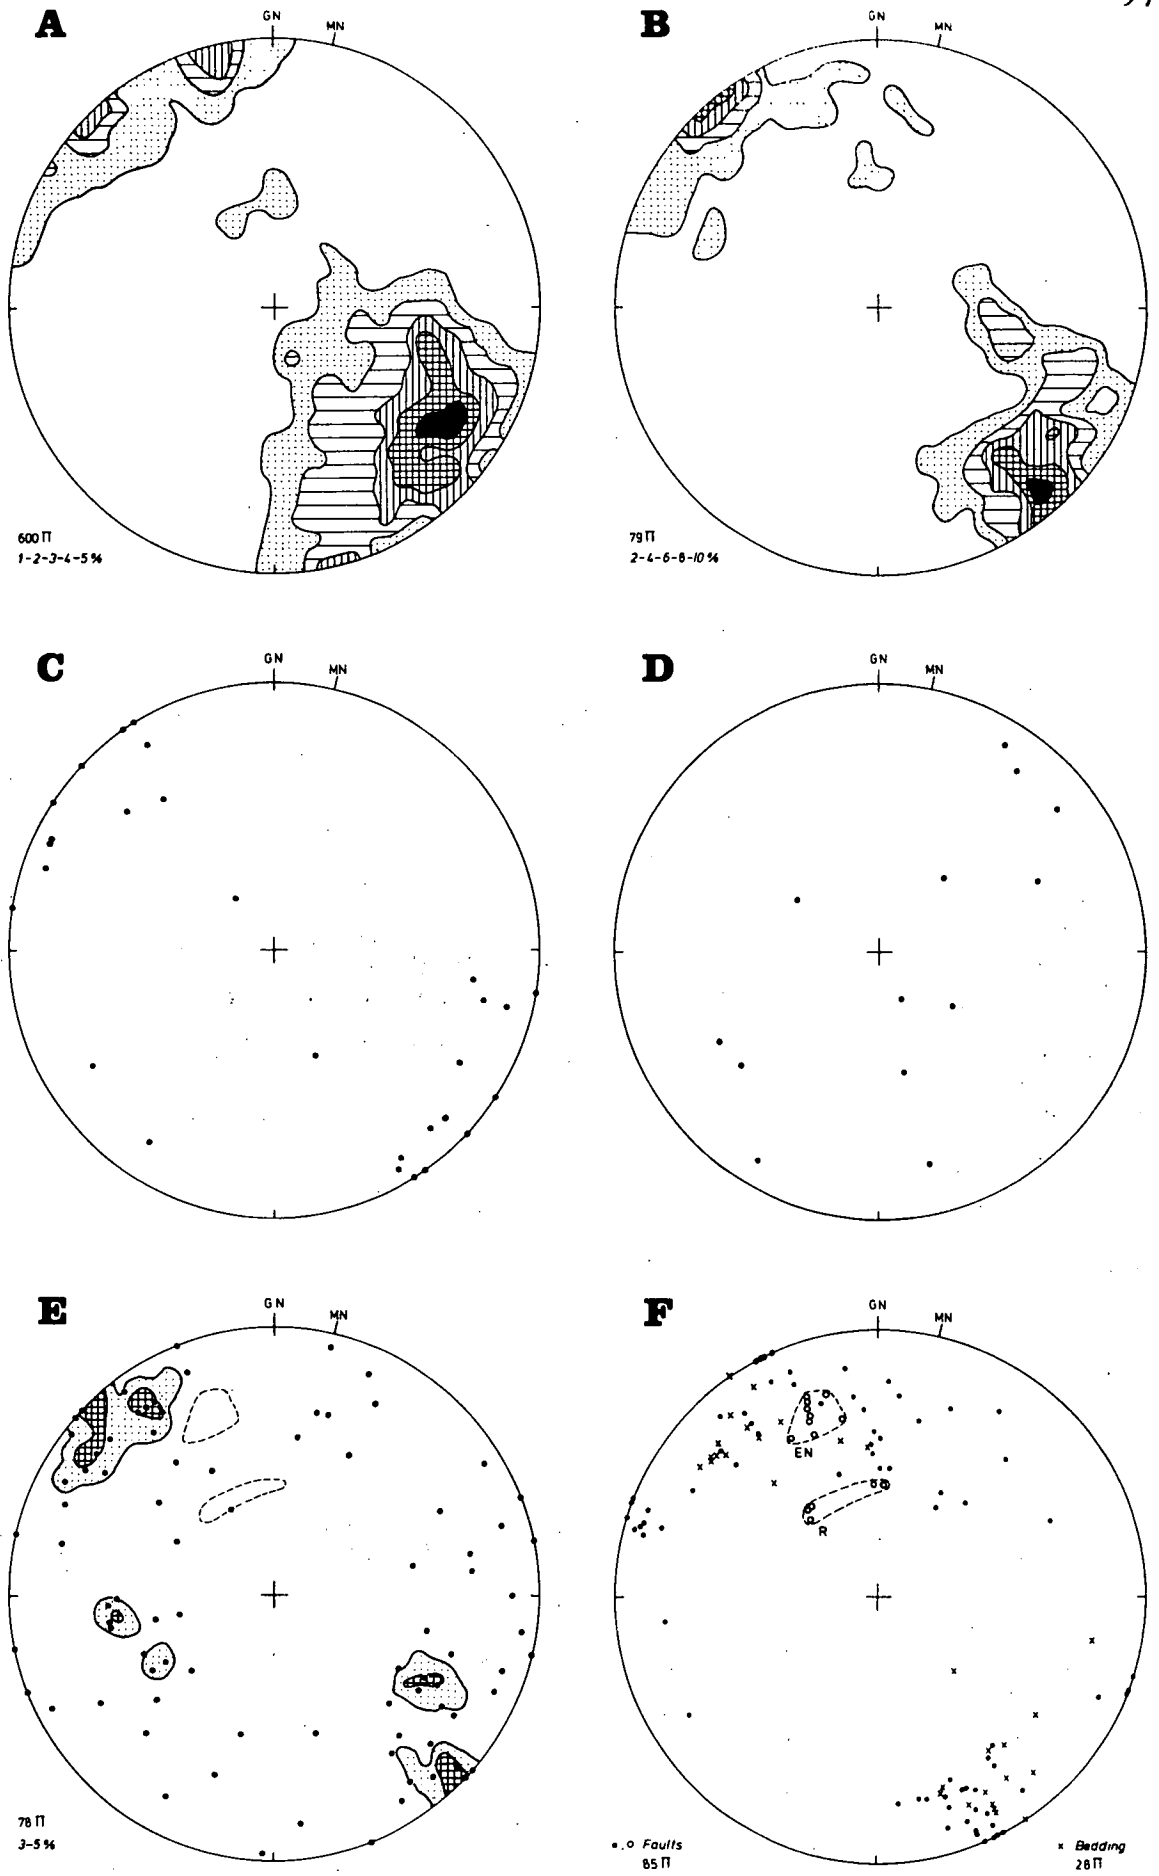 A
GN
MN
B
GN
MN
600 Π
1-2-3-4-5 %
79 Π
2-4-6-8-10 %
C
GN
MN
D
GN
MN
E
GN
MN
F
GN
MN
EN
R
78 Π
3-5 %
•,o Faults
85 Π
x Bedding
28 Π